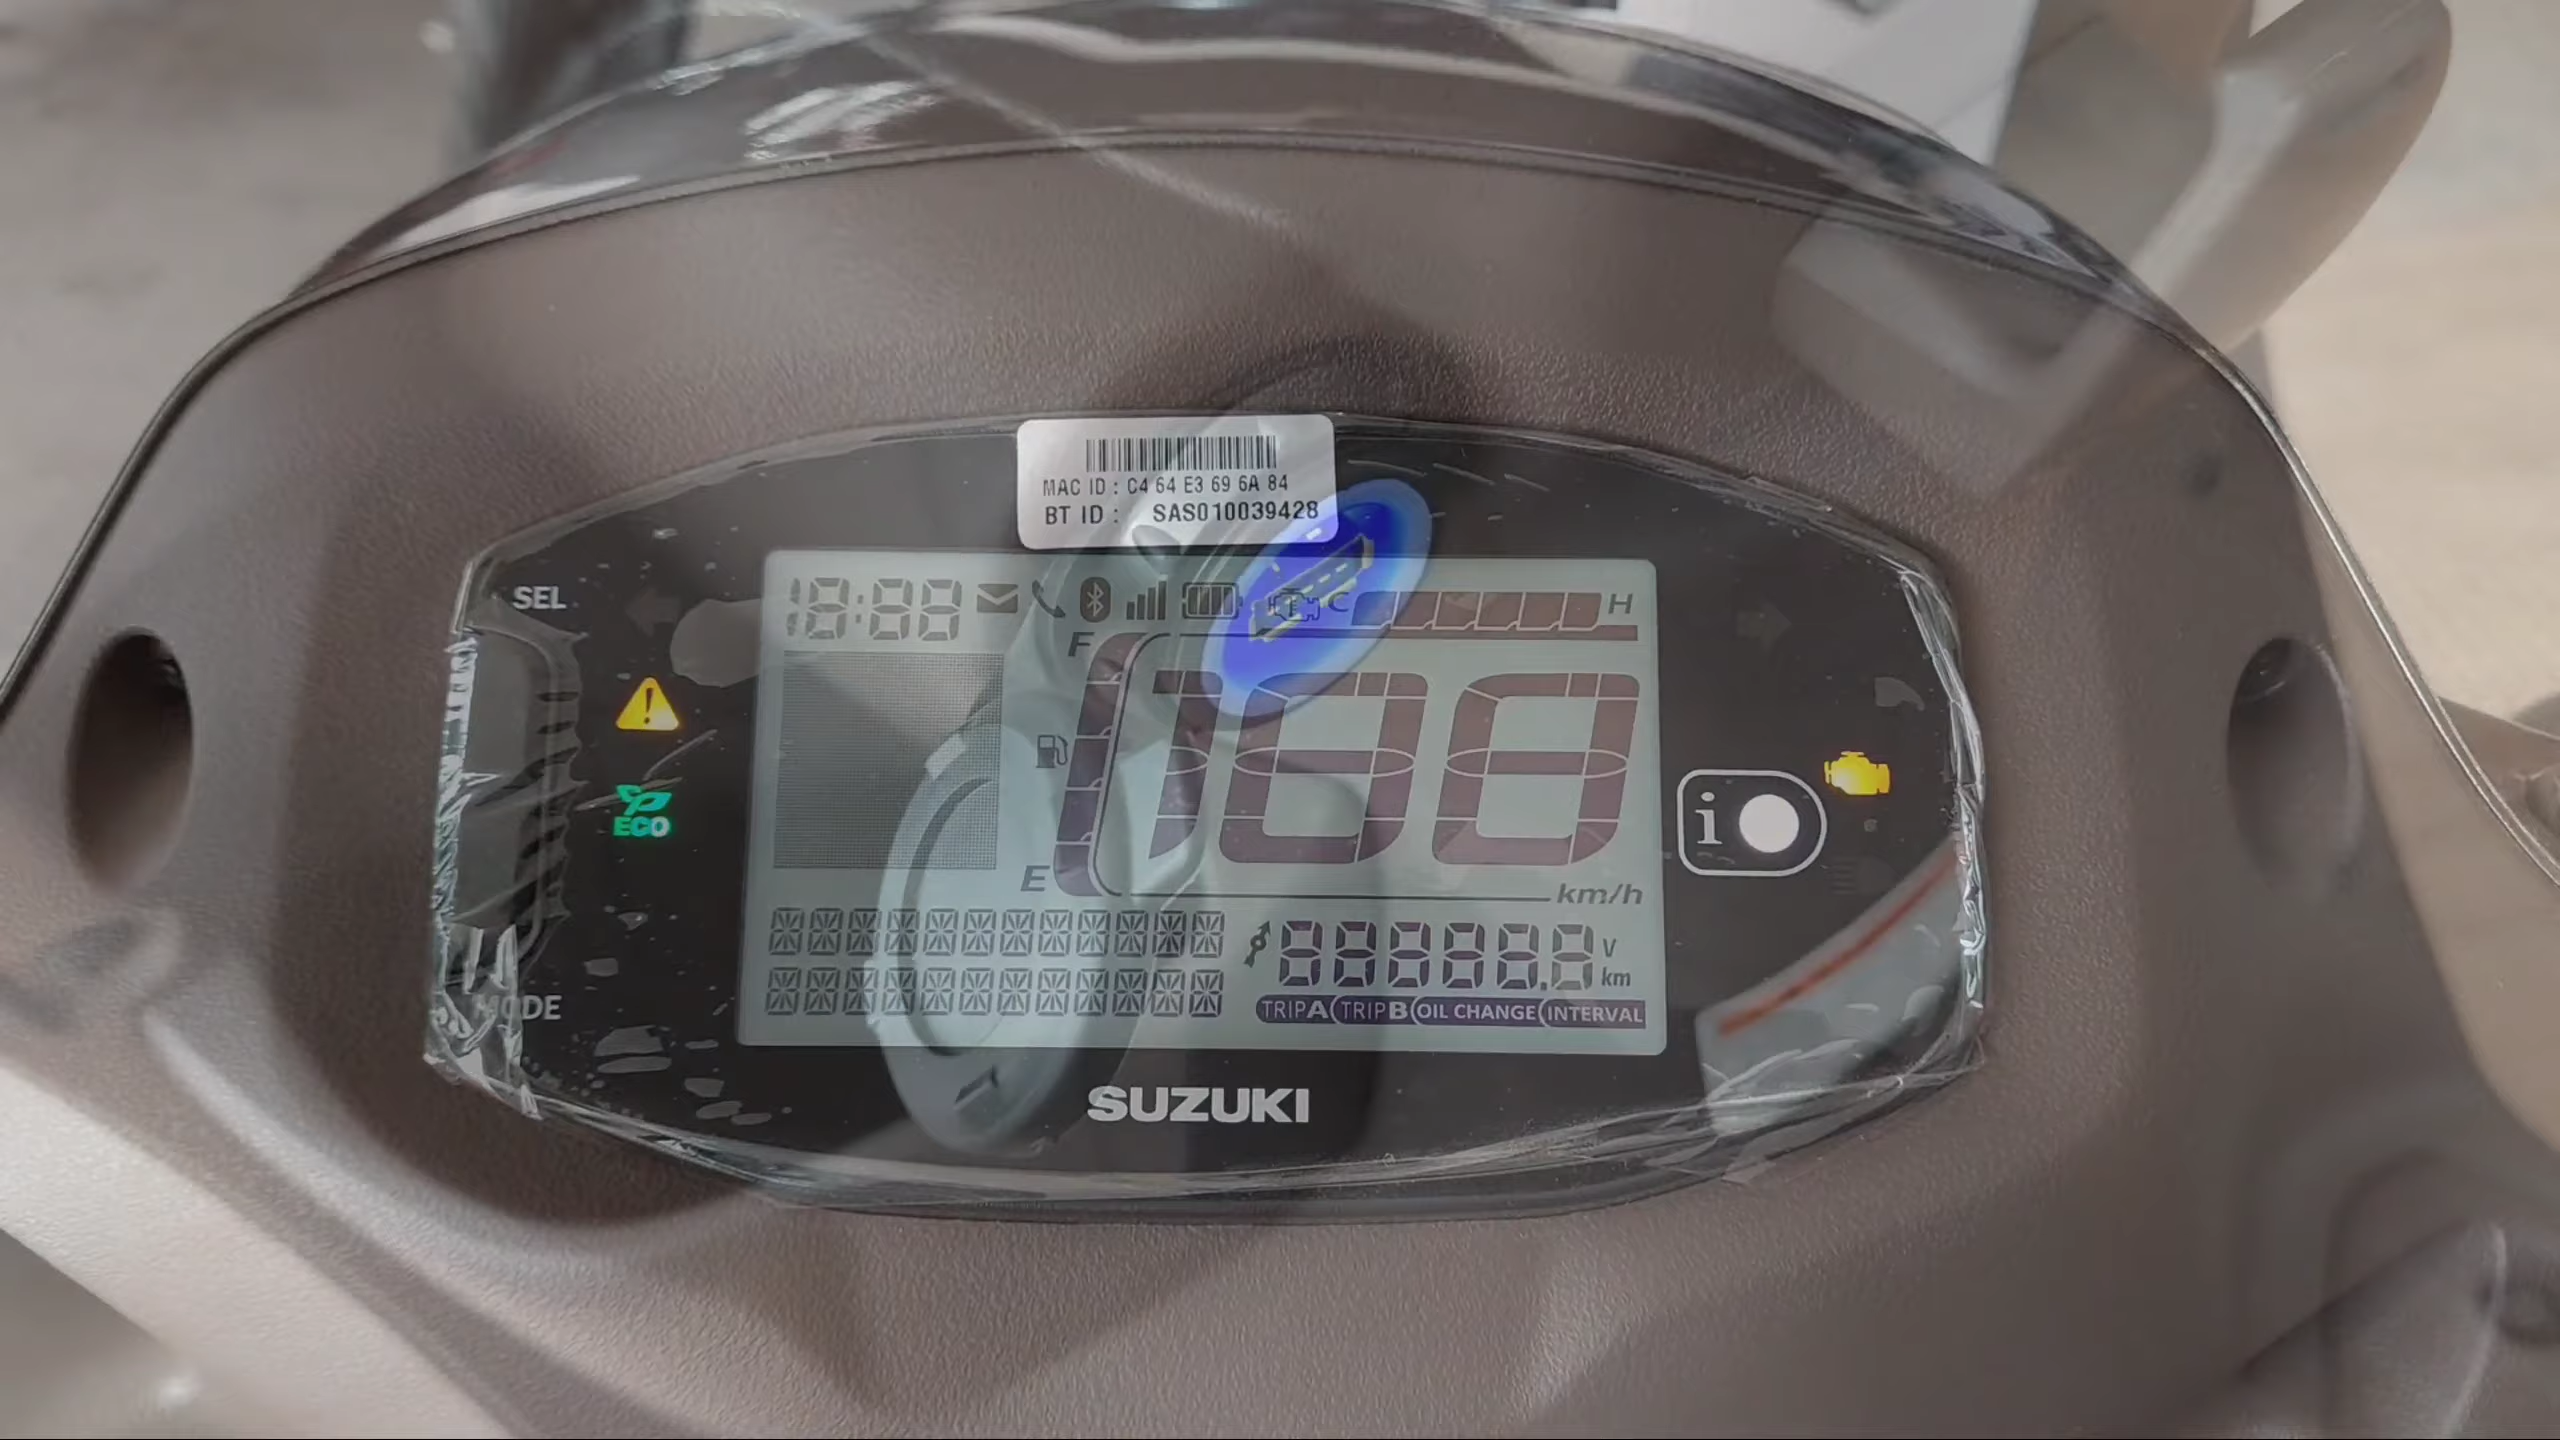 MAC ID : C4 64 E3 69 6A 84
BT ID : SAS010039428
SEL
18:88
C
H
F
188
i
ECO
E
km/h
888888.8
V
km
MODE
TRIP A TRIP B OIL CHANGE INTERVAL
SUZUKI